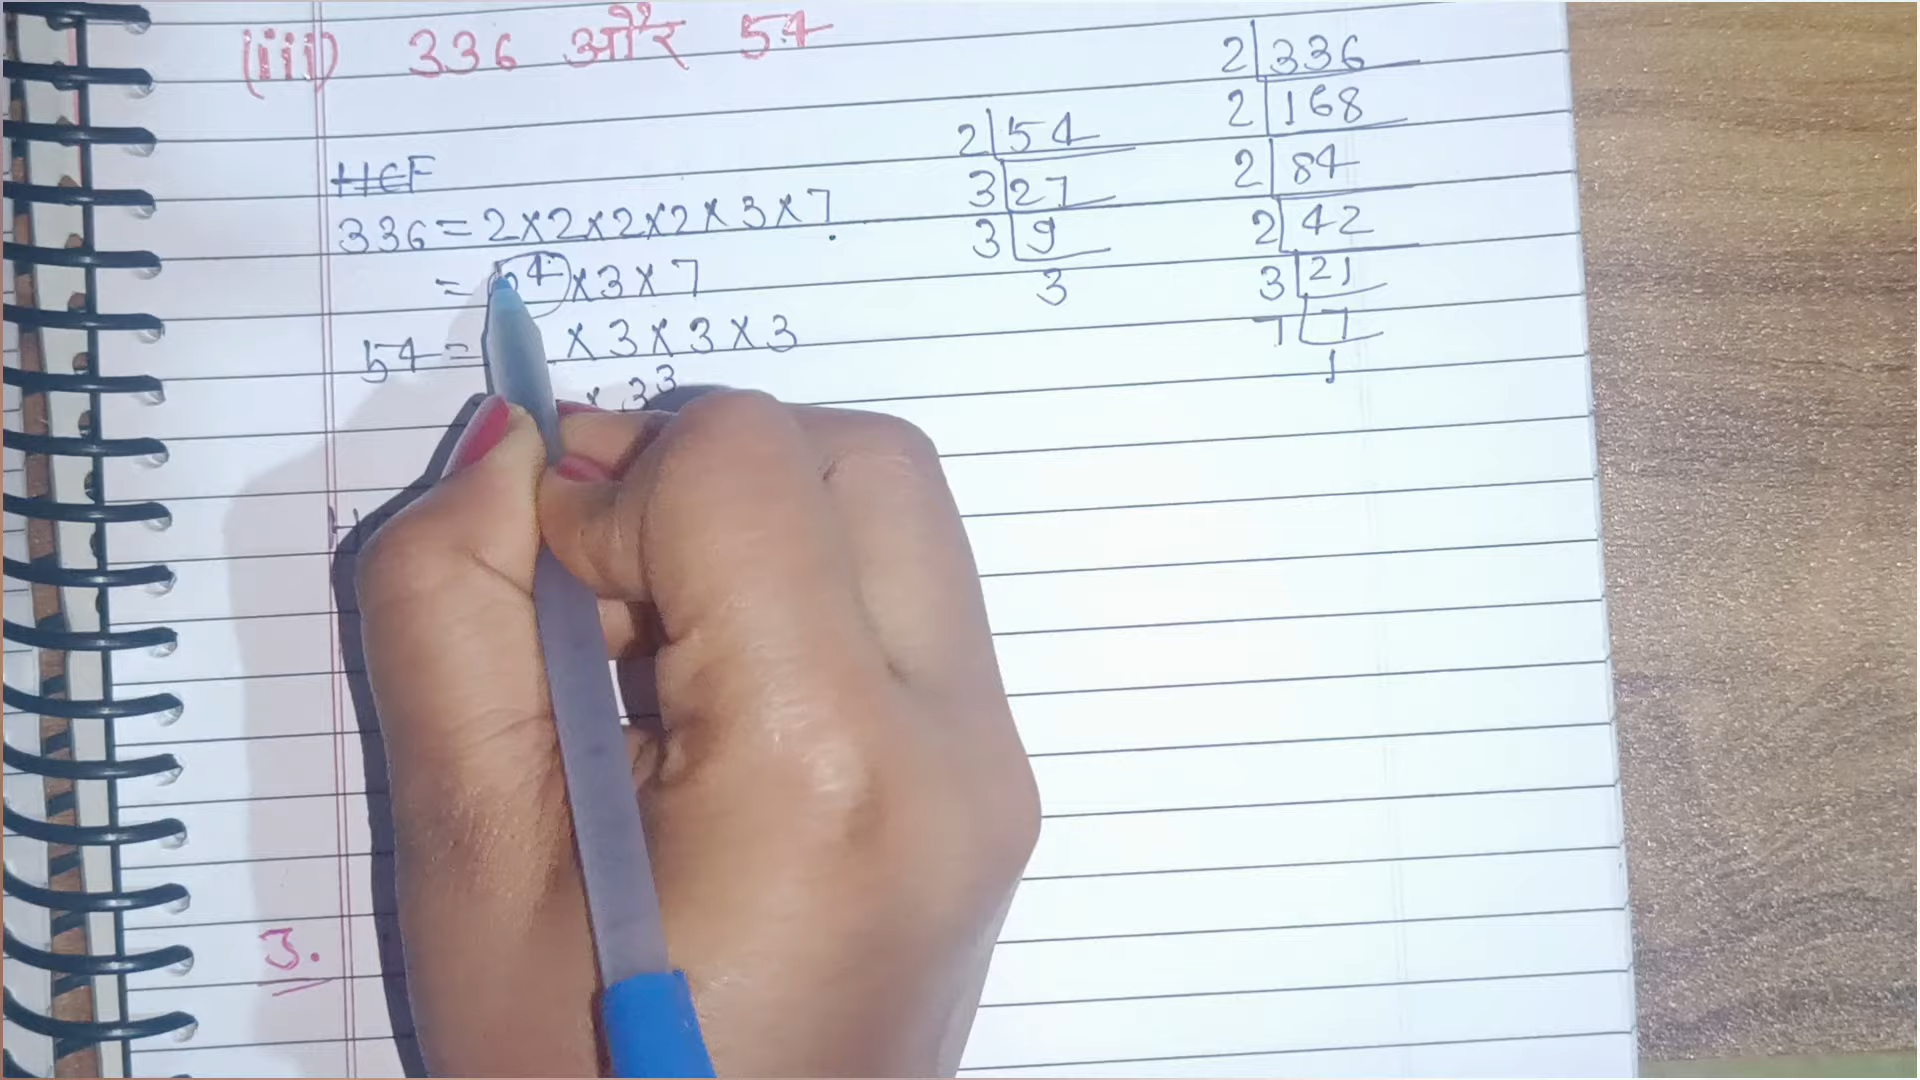 (iii) 336 और 54
HCF
336 = 2×2×2×2×3×7
= 2⁴ × 3 × 7
54 = × 3 × 3 × 3
× 3³
H
3.
2 | 54
3 | 27
3 | 9
3
2 | 336
2 | 168
2 | 84
2 | 42
3 | 21
7 | 7
1